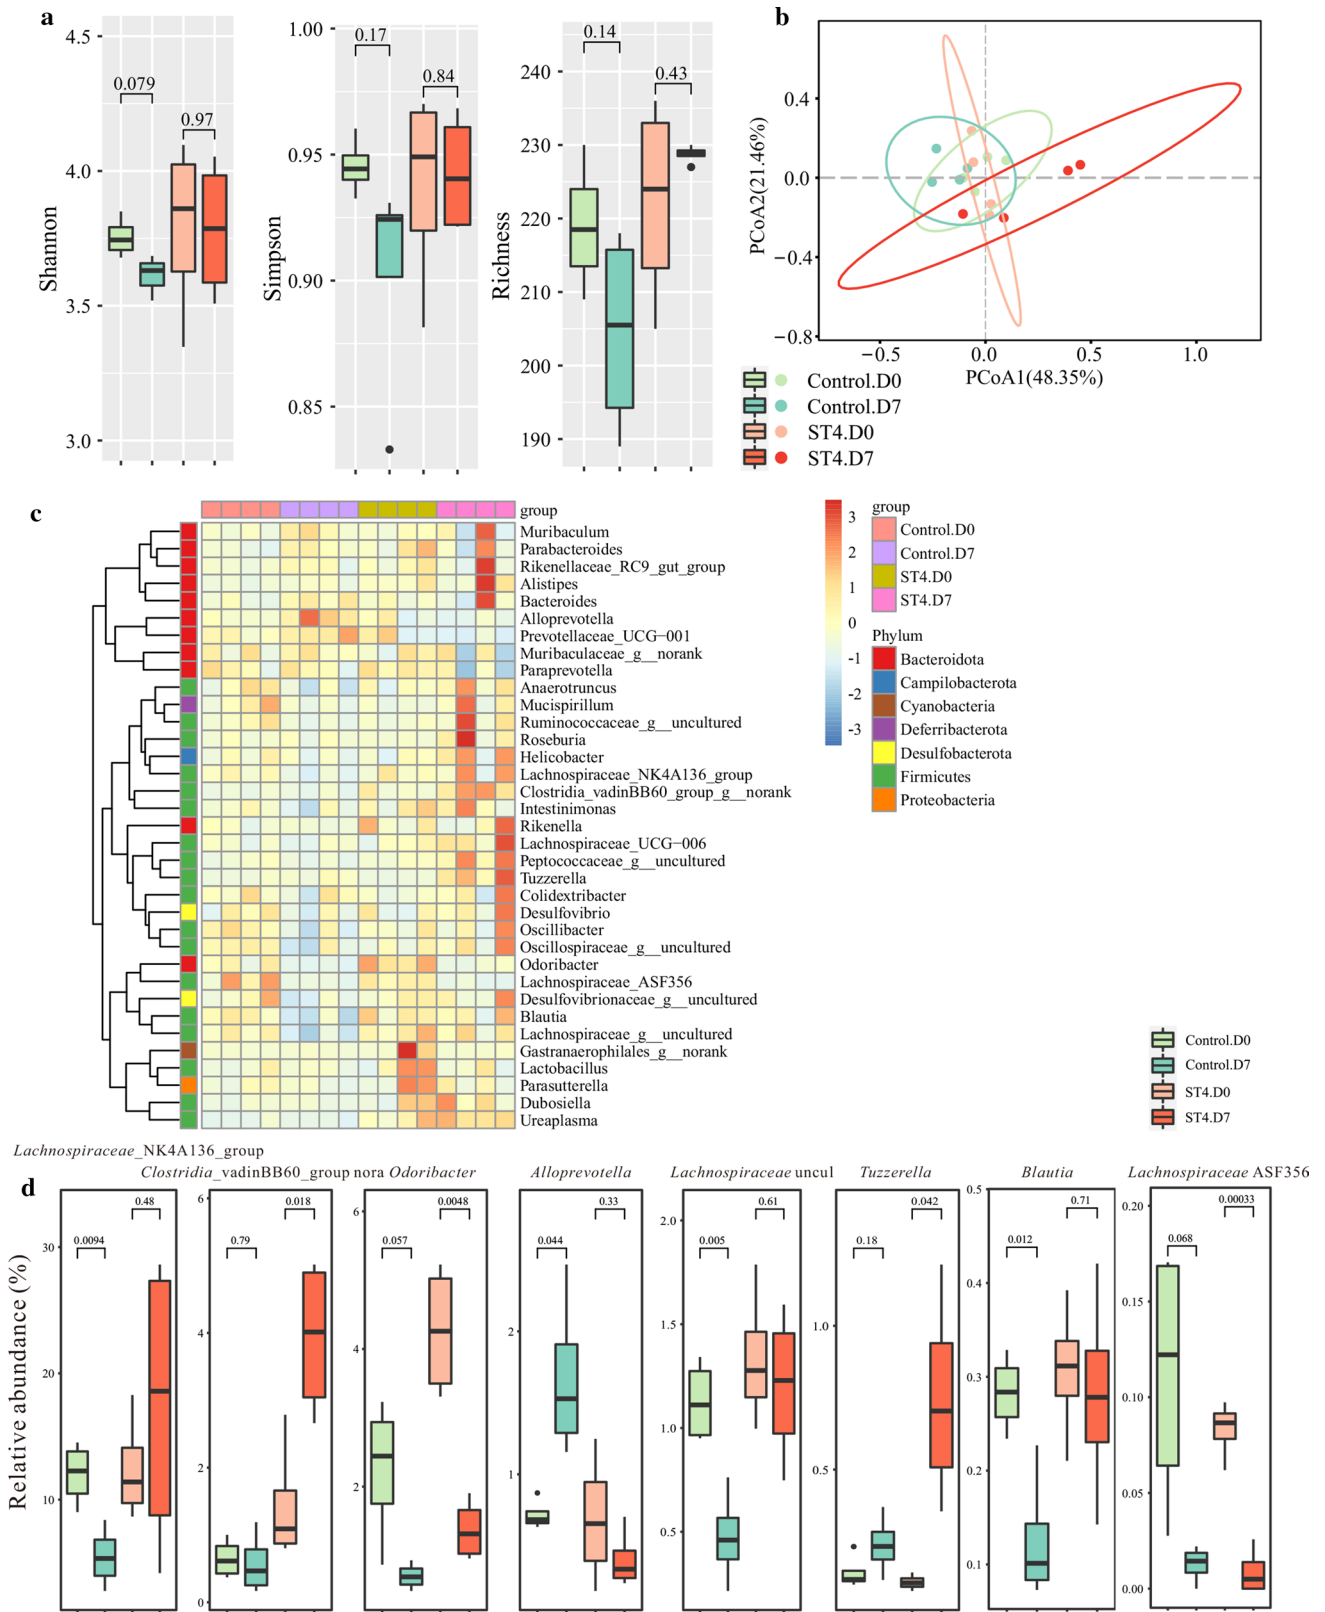 a
4.5
4.0
3.5
3.0
Shannon
0.079
0.97
1.00
0.95
0.90
0.85
Simpson
0.17
0.84
240
230
220
210
200
190
Richness
0.14
0.43
b
0.4
0.0
−0.4
−0.8
PCoA2(21.46%)
−0.5
0.0
0.5
1.0
PCoA1(48.35%)
Control.D0
Control.D7
ST4.D0
ST4.D7
c
group
Muribaculum
Parabacteroides
Rikenellaceae_RC9_gut_group
Alistipes
Bacteroides
Alloprevotella
Prevotellaceae_UCG−001
Muribaculaceae_g__norank
Paraprevotella
Anaerotruncus
Mucispirillum
Ruminococcaceae_g__uncultured
Roseburia
Helicobacter
Lachnospiraceae_NK4A136_group
Clostridia_vadinBB60_group_g__norank
Intestinimonas
Rikenella
Lachnospiraceae_UCG−006
Peptococcaceae_g__uncultured
Tuzzerella
Colidextribacter
Desulfovibrio
Oscillibacter
Oscillospiraceae_g__uncultured
Odoribacter
Lachnospiraceae_ASF356
Desulfovibrionaceae_g__uncultured
Blautia
Lachnospiraceae_g__uncultured
Gastranaerophilales_g__norank
Lactobacillus
Parasutterella
Dubosiella
Ureaplasma
3
2
1
0
-1
-2
-3
group
Control.D0
Control.D7
ST4.D0
ST4.D7
Phylum
Bacteroidota
Campilobacterota
Cyanobacteria
Deferribacterota
Desulfobacterota
Firmicutes
Proteobacteria
Control.D0
Control.D7
ST4.D0
ST4.D7
d
Relative abundance (%)
Lachnospiraceae_NK4A136_group
30
20
10
0.0094
0.48
Clostridia_vadinBB60_group nora
6
4
2
0
0.79
0.018
Odoribacter
6
4
2
0.057
0.0048
Alloprevotella
2
1
0.044
0.33
Lachnospiraceae uncul
2.0
1.5
1.0
0.5
0.005
0.61
Tuzzerella
1.0
0.5
0.18
0.042
Blautia
0.5
0.4
0.3
0.2
0.1
0.012
0.71
Lachnospiraceae ASF356
0.20
0.15
0.10
0.05
0.00
0.068
0.00033